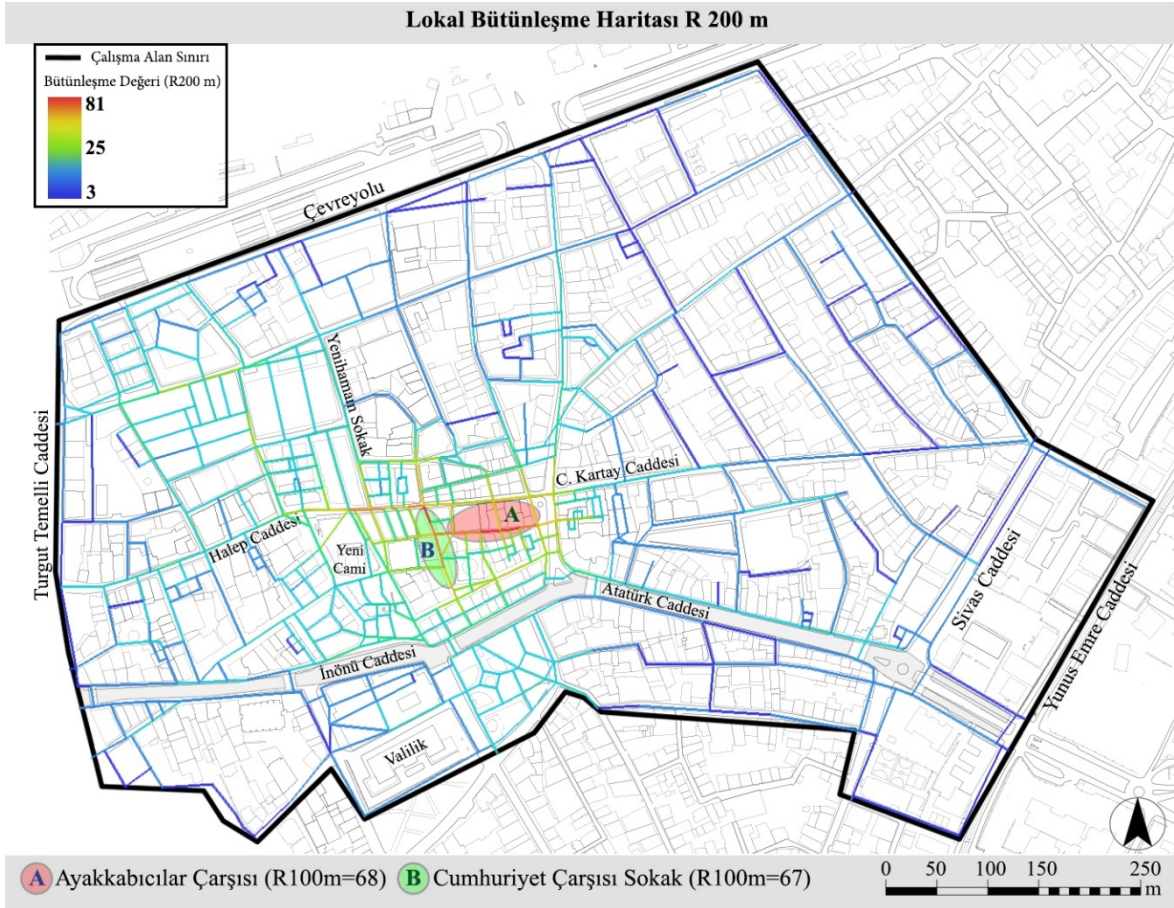 Lokal Bütünleşme Haritası R 200 m
Çalışma Alan Sınırı
Bütünleşme Değeri (R200 m)
81
25
3
Çevreyolu
Yenihamam Sokak
Turgut Temelli Caddesi
C. Kartay Caddesi
A
Halep Caddesi
B
Yeni
Cami
Atatürk Caddesi
Sivas Caddesi
Yunus Emre Caddesi
İnönü Caddesi
Valilik
A Ayakkabıcılar Çarşısı (R100m=68) B Cumhuriyet Çarşısı Sokak (R100m=67)
0 50 100 150 250
m